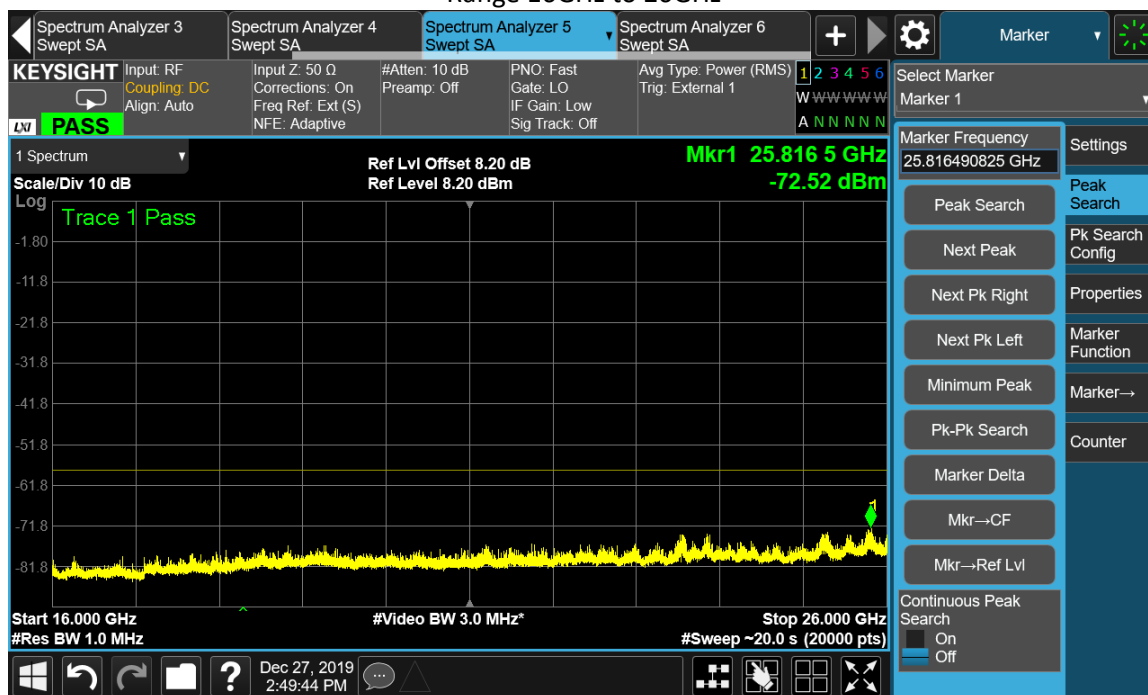 Spectrum Analyzer 3
Swept SA
Spectrum Analyzer 4
Swept SA
Spectrum Analyzer 5
Swept SA
Spectrum Analyzer 6
Swept SA
+
Marker
KEYSIGHT
LXI
PASS
Input: RF
Coupling: DC
Align: Auto
Input Z: 50 Ω
Corrections: On
Freq Ref: Ext (S)
NFE: Adaptive
#Atten: 10 dB
Preamp: Off
PNO: Fast
Gate: LO
IF Gain: Low
Sig Track: Off
Avg Type: Power (RMS)
Trig: External 1
1 2 3 4 5 6
W W W W W W
A N N N N N
Select Marker
Marker 1
1 Spectrum
Scale/Div 10 dB
Ref Lvl Offset 8.20 dB
Ref Level 8.20 dBm
Mkr1 25.816 5 GHz
-72.52 dBm
Log
Trace 1 Pass
-1.80
-11.8
-21.8
-31.8
-41.8
-51.8
-61.8
-71.8
-81.8
1
Start 16.000 GHz
#Res BW 1.0 MHz
#Video BW 3.0 MHz*
Stop 26.000 GHz
#Sweep ~20.0 s (20000 pts)
Marker Frequency
25.816490825 GHz
Peak Search
Next Peak
Next Pk Right
Next Pk Left
Minimum Peak
Pk-Pk Search
Marker Delta
Mkr→CF
Mkr→Ref Lvl
Continuous Peak
Search
On
Off
Settings
Peak
Search
Pk Search
Config
Properties
Marker
Function
Marker→
Counter
?
Dec 27, 2019
2:49:44 PM